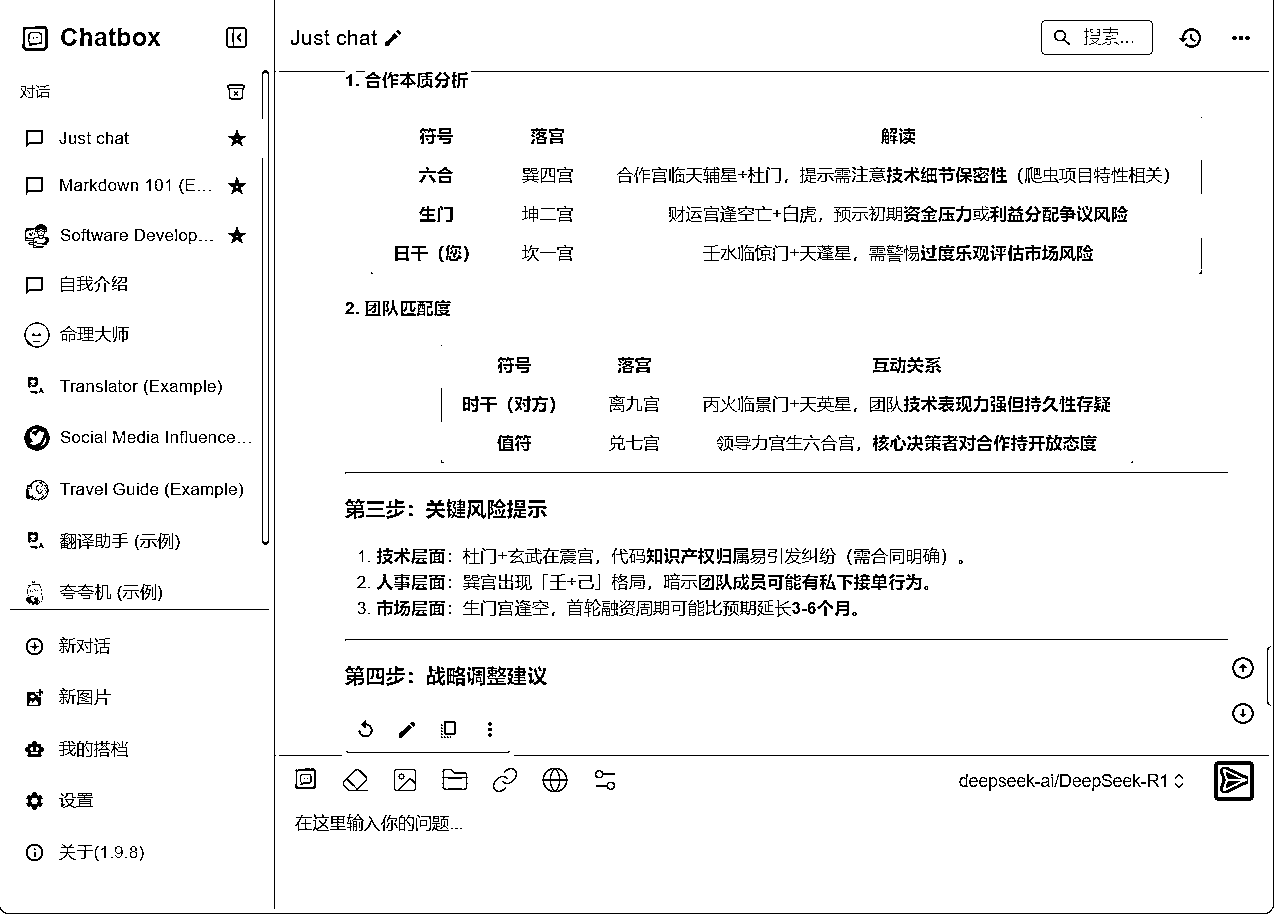 Chatbox
对话
Just chat
Markdown 101 (E...
Software Develop...
自我介绍
命理大师
Translator (Example)
Social Media Influence...
Travel Guide (Example)
翻译助手 (示例)
夸夸机 (示例)
新对话
新图片
我的搭档
设置
关于(1.9.8)
Just chat
搜索...
1. 合作本质分析
符号 落宫 解读
六合 巽四宫 合作宫临天辅星+杜门，提示需注意技术细节保密性（爬虫项目特性相关）
生门 坤二宫 财运宫逢空亡+白虎，预示初期资金压力或利益分配争议风险
日干（您） 坎一宫 壬水临惊门+天蓬星，需警惕过度乐观评估市场风险
2. 团队匹配度
符号 落宫 互动关系
时干（对方） 离九宫 丙火临景门+天英星，团队技术表现力强但持久性存疑
值符 兑七宫 领导力宫生六合宫，核心决策者对合作持开放态度
第三步：关键风险提示
1. 技术层面：杜门+玄武在震宫，代码知识产权归属易引发纠纷（需合同明确）。
2. 人事层面：巽宫出现「壬+己」格局，暗示团队成员可能有私下接单行为。
3. 市场层面：生门宫逢空，首轮融资周期可能比预期延长3-6个月。
第四步：战略调整建议
deepseek-ai/DeepSeek-R1
在这里输入你的问题...